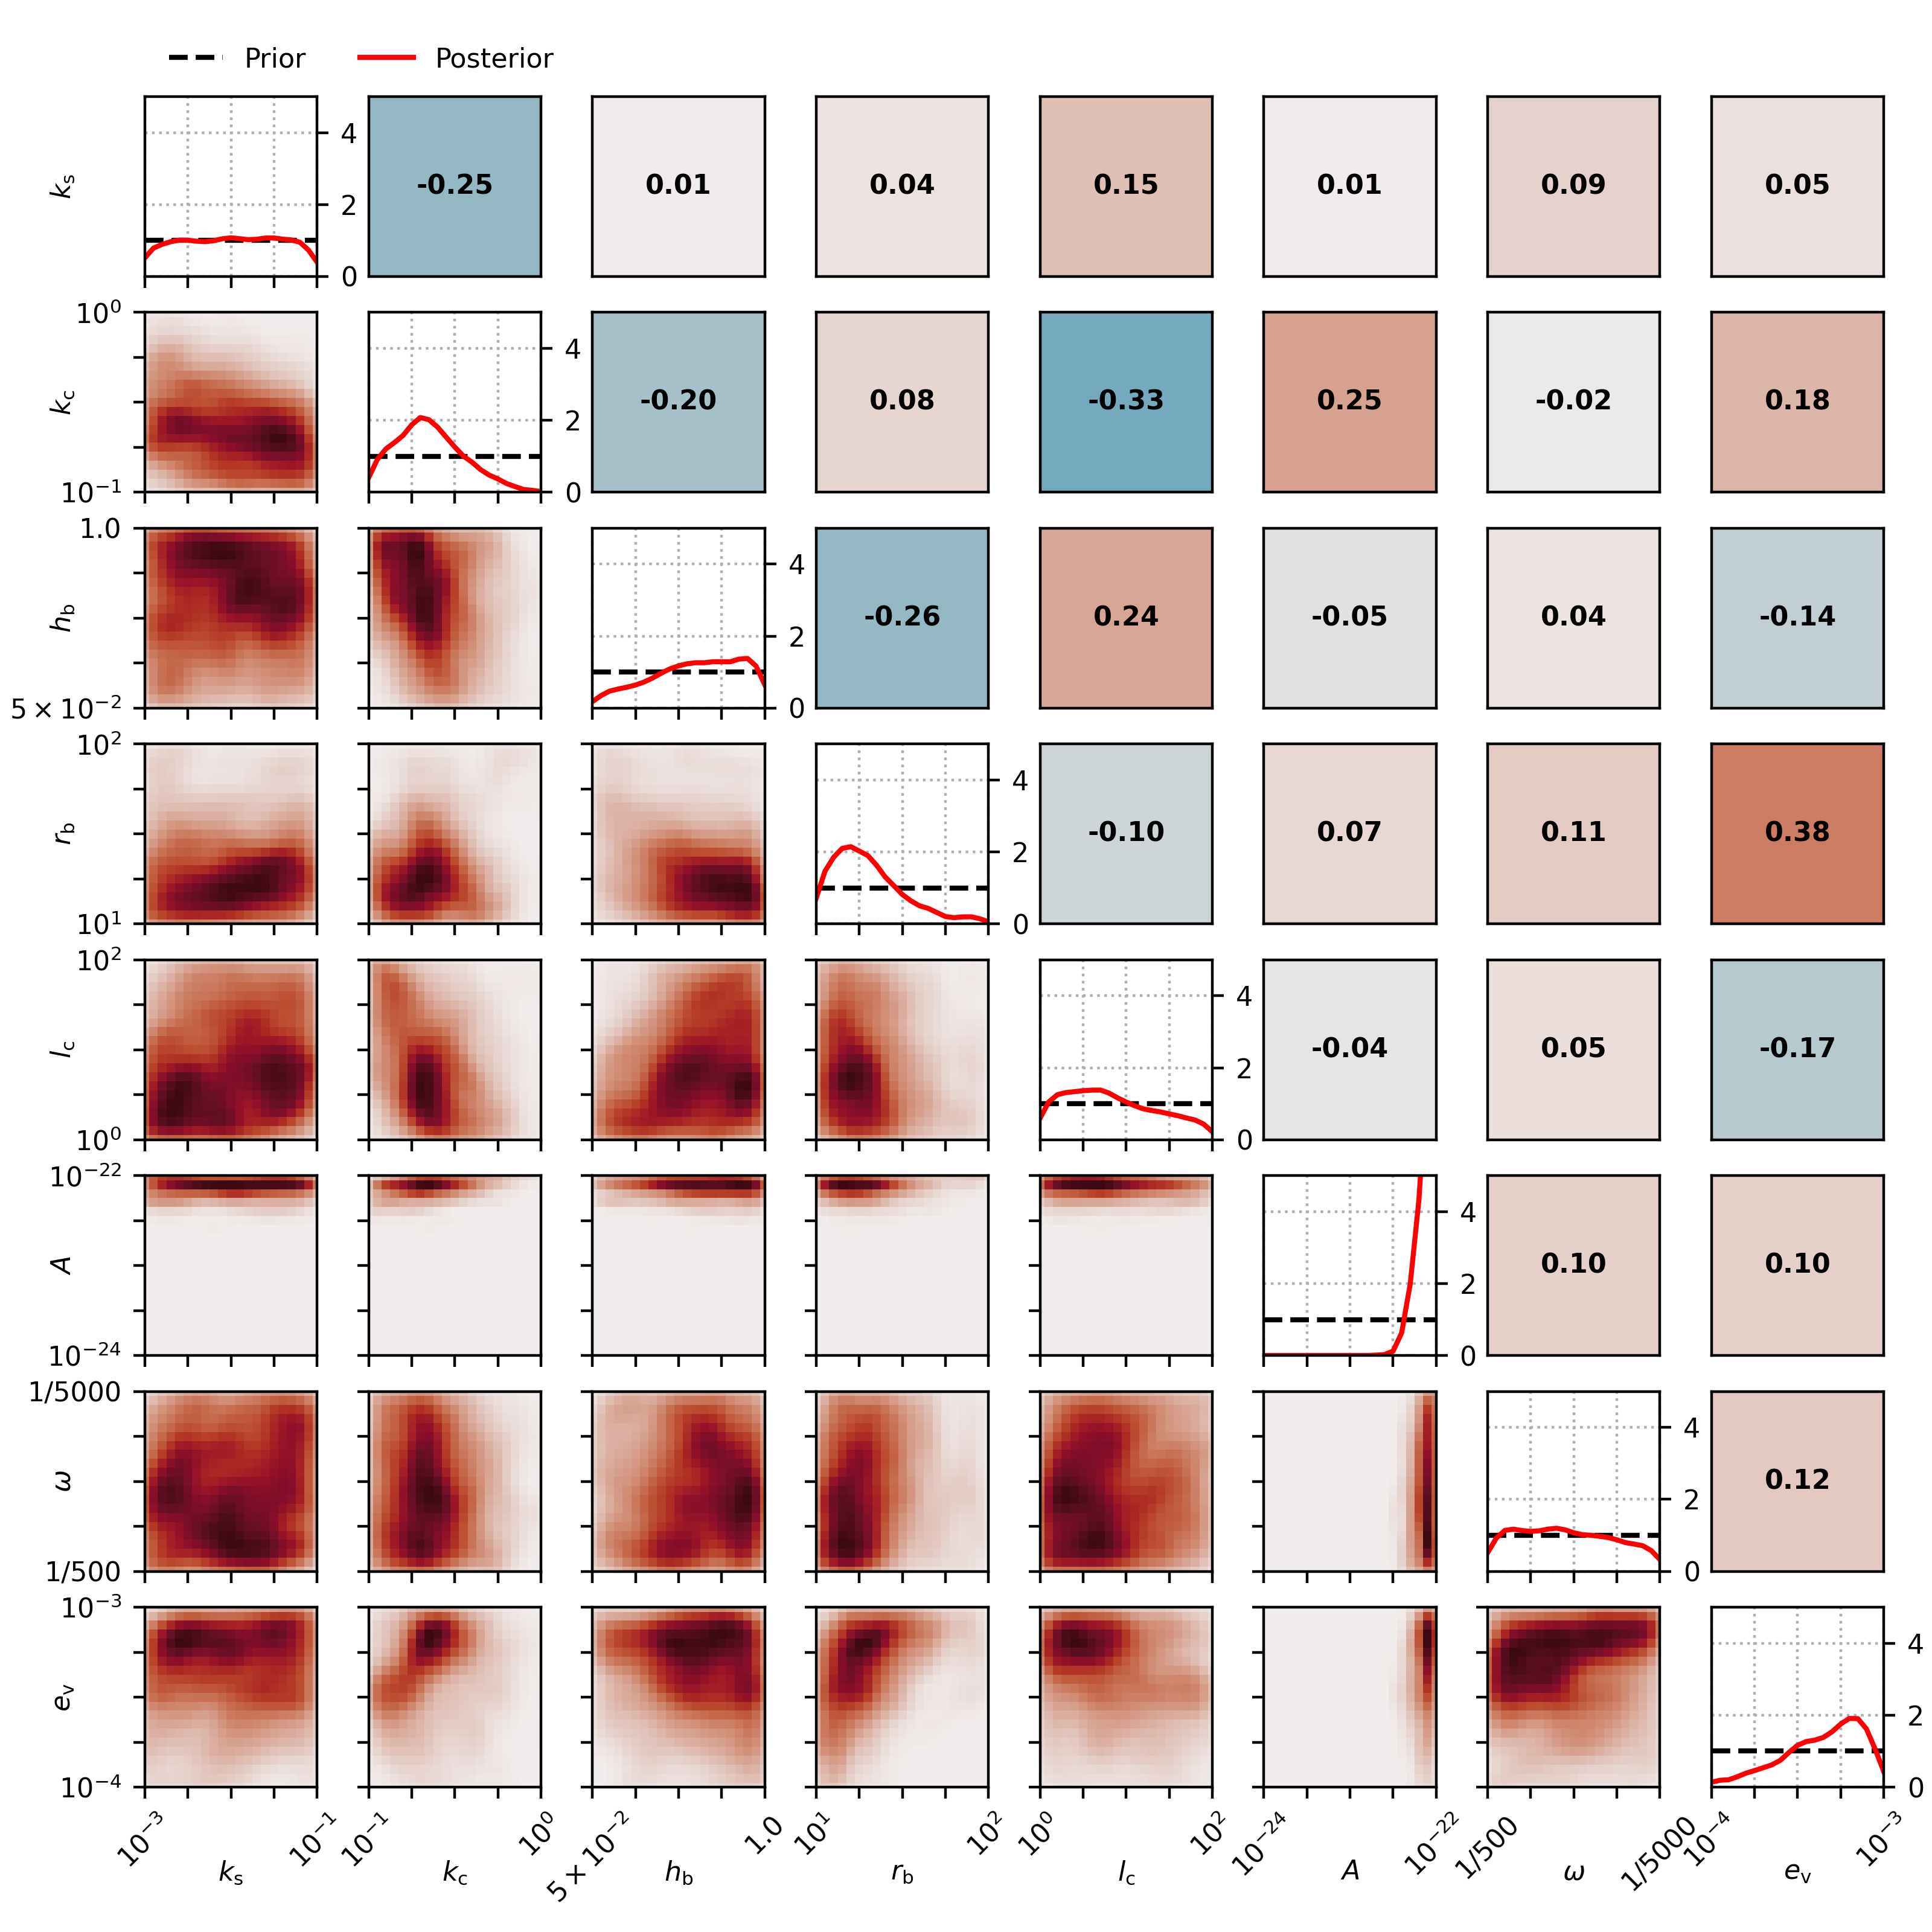 Prior Posterior
k_s 4 2 0 -0.25 0.01 0.04 0.15 0.01 0.09 0.05
10^0 k_c 10^-1 4 2 0 -0.20 0.08 -0.33 0.25 -0.02 0.18
1.0 h_b 5 × 10^-2 4 2 0 -0.26 0.24 -0.05 0.04 -0.14
10^2 r_b 10^1 4 2 0 -0.10 0.07 0.11 0.38
10^2 l_c 10^0 4 2 0 -0.04 0.05 -0.17
10^-22 A 10^-24 4 2 0 0.10 0.10
1/5000 ω 1/500 4 2 0 0.12
10^-3 e_v 10^-4 4 2 0
10^-3 10^-1 10^-1 10^0 5 × 10^-2 1.0 10^1 10^2 10^0 10^2 10^-24 10^-22 1/500 1/5000 10^-4 10^-3
k_s k_c h_b r_b l_c A ω e_v